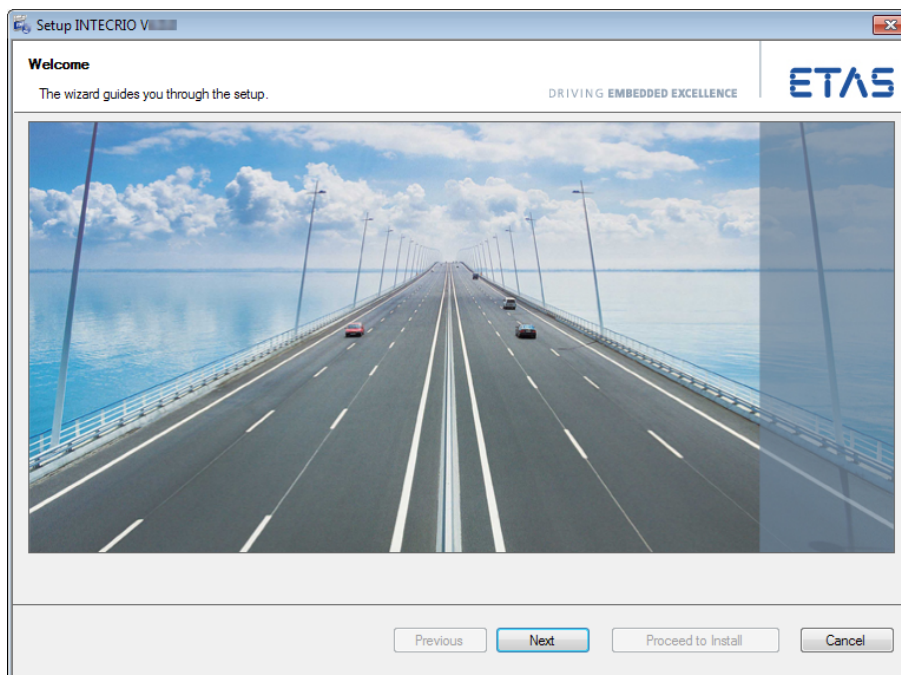 Setup INTECRIO V
Welcome
The wizard guides you through the setup.
DRIVING EMBEDDED EXCELLENCE
ETAS
Previous
Next
Proceed to Install
Cancel